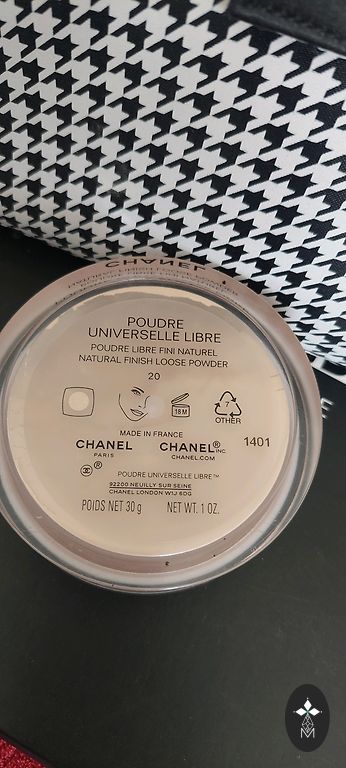 CHANEL
POUDRE
UNIVERSELLE LIBRE
POUDRE LIBRE FINI NATUREL
NATURAL FINISH LOOSE POWDER
20
18 M
7
OTHER
MADE IN FRANCE
1401
CHANEL CHANEL® INC
PARIS CHANEL.COM
®
POUDRE UNIVERSELLE LIBRE™
92200 NEUILLY SUR SEINE
CHANEL LONDON W1J 6DG
POIDS NET 30 g NET WT. 1 OZ.
M